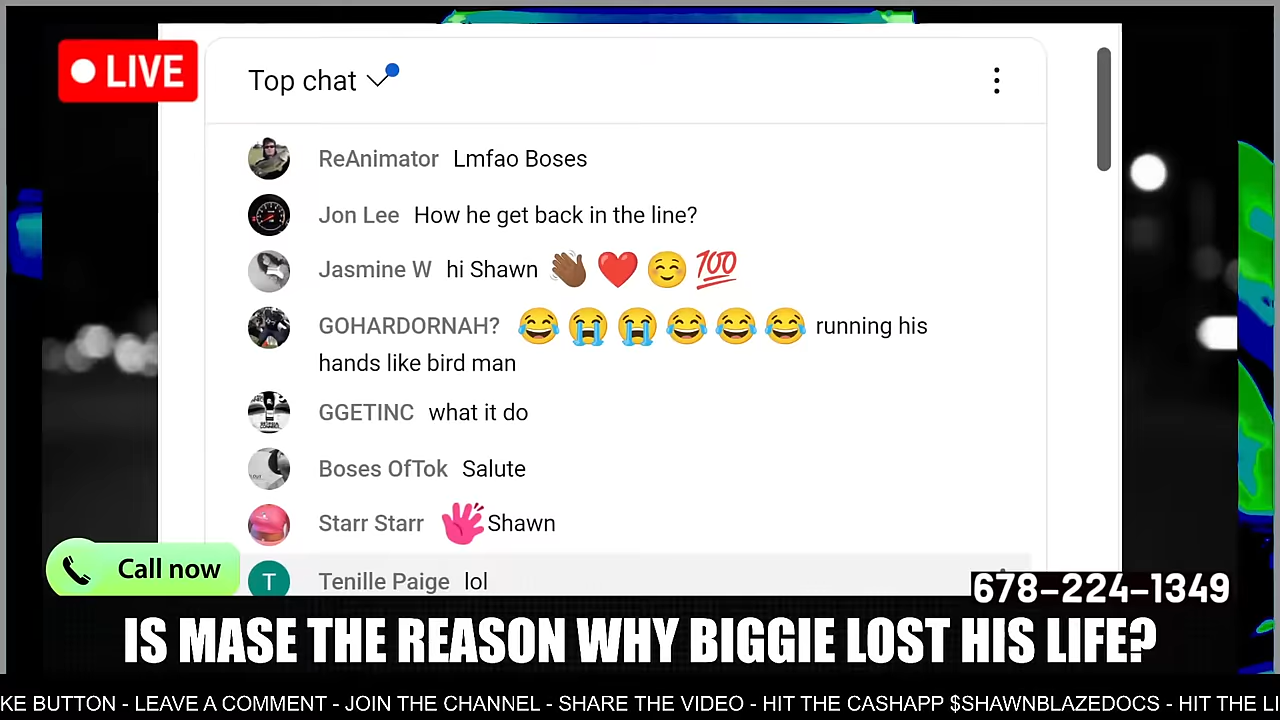 LIVE
Top chat
ReAnimator Lmfao Boses
Jon Lee How he get back in the line?
Jasmine W hi Shawn 👋🏾 ❤️ ☺️ 💯
GOHARDORNAH? 😂 😭 😭 😂 😂 😂 running his
hands like bird man
GGETINC what it do
Boses OfTok Salute
Starr Starr Shawn
T Tenille Paige lol
Call now
678-224-1349
IS MASE THE REASON WHY BIGGIE LOST HIS LIFE?
KE BUTTON - LEAVE A COMMENT - JOIN THE CHANNEL - SHARE THE VIDEO - HIT THE CASHAPP $SHAWNBLAZEDOCS - HIT THE LI